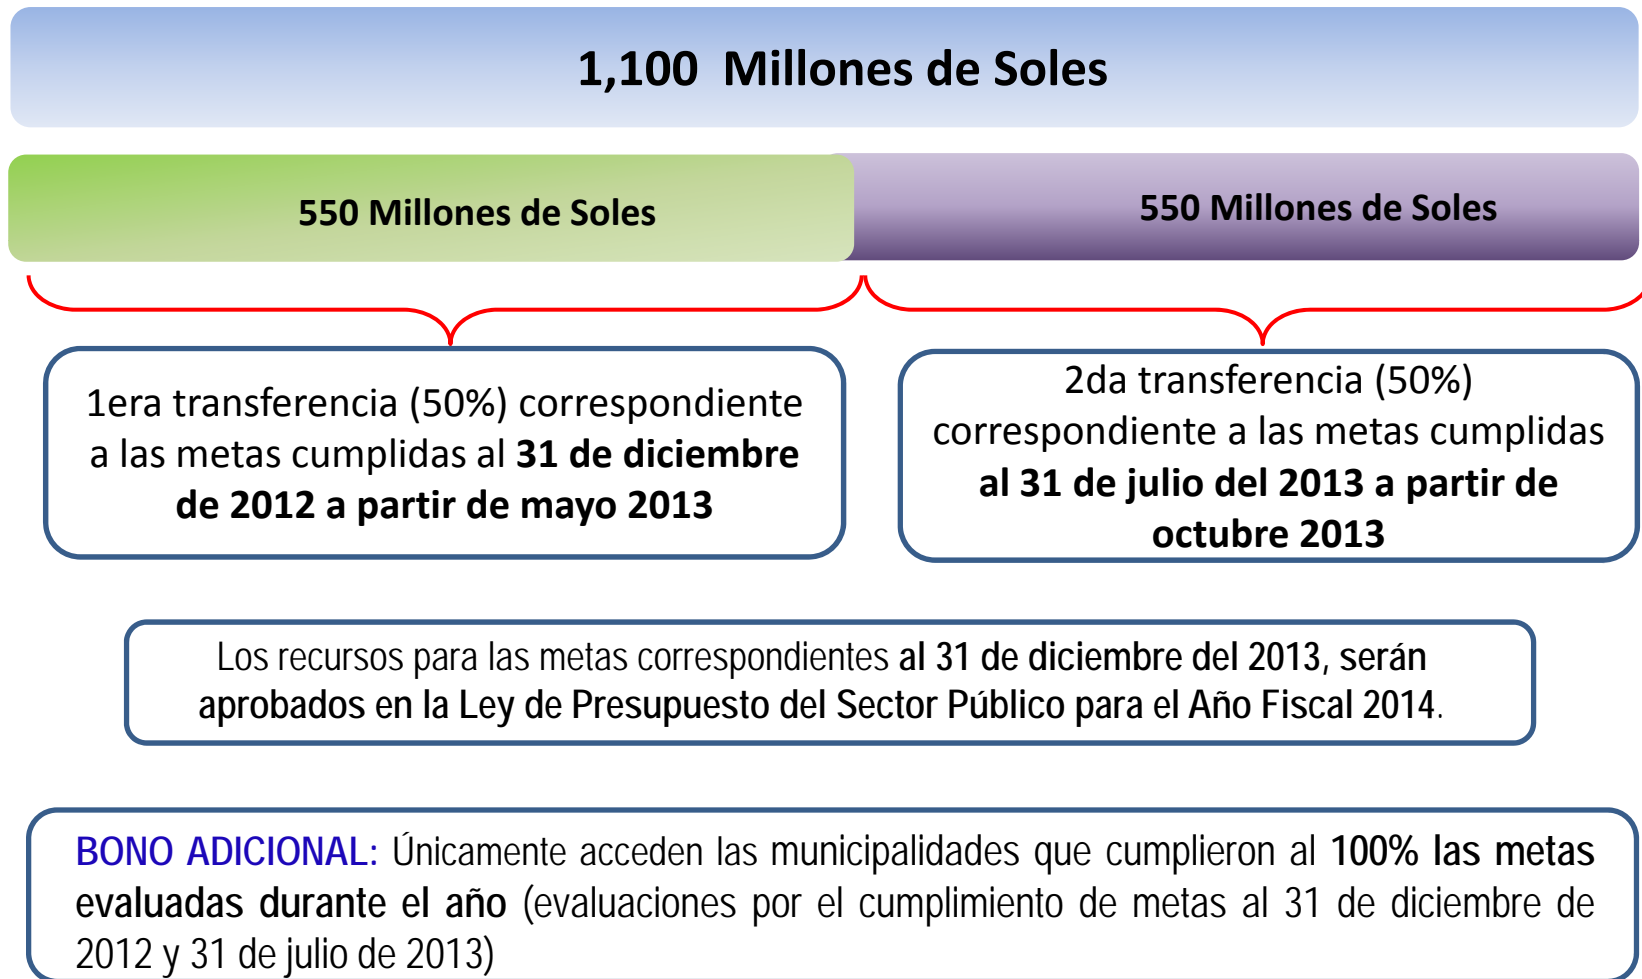 1,100 Millones de Soles
550 Millones de Soles
550 Millones de Soles
1era transferencia (50%) correspondiente
a las metas cumplidas al 31 de diciembre
de 2012 a partir de mayo 2013
2da transferencia (50%)
correspondiente a las metas cumplidas
al 31 de julio del 2013 a partir de
octubre 2013
Los recursos para las metas correspondientes al 31 de diciembre del 2013, serán
aprobados en la Ley de Presupuesto del Sector Público para el Año Fiscal 2014.
BONO ADICIONAL: Únicamente acceden las municipalidades que cumplieron al 100% las metas
evaluadas durante el año (evaluaciones por el cumplimiento de metas al 31 de diciembre de
2012 y 31 de julio de 2013)